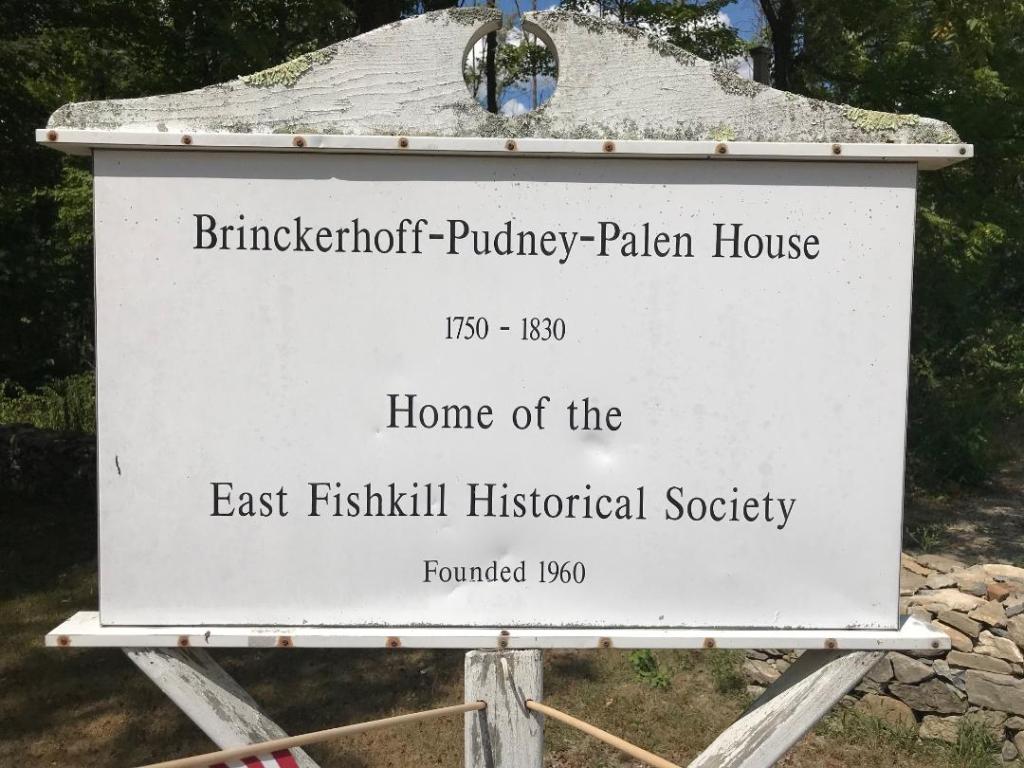 Brinckerhoff-Pudney-Palen House
1750 - 1830
Home of the
East Fishkill Historical Society
Founded 1960